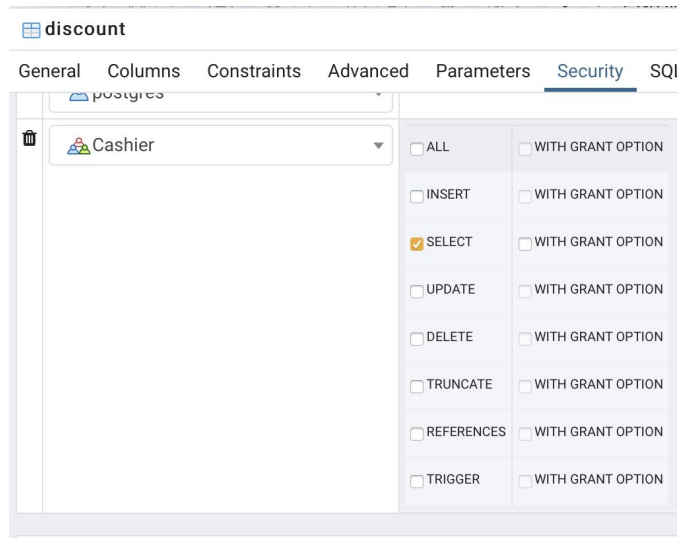 discount
General Columns Constraints Advanced Parameters Security SQL
postgres
Cashier
ALL WITH GRANT OPTION
INSERT WITH GRANT OPTION
SELECT WITH GRANT OPTION
UPDATE WITH GRANT OPTION
DELETE WITH GRANT OPTION
TRUNCATE WITH GRANT OPTION
REFERENCES WITH GRANT OPTION
TRIGGER WITH GRANT OPTION